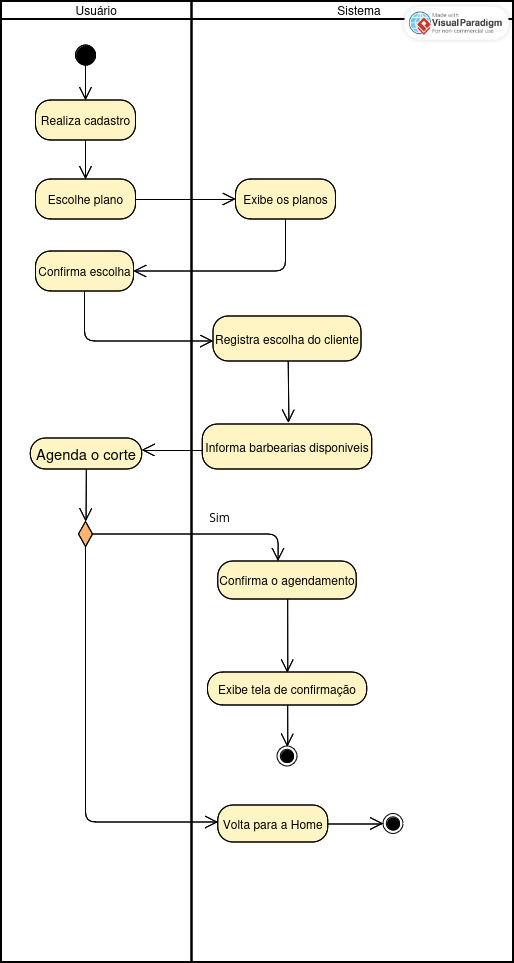 Usuário
Sistema
Made with
Visual Paradigm
For non-commercial use
Realiza cadastro
Escolhe plano
Exibe os planos
Confirma escolha
Registra escolha do cliente
Agenda o corte
Informa barbearias disponiveis
Sim
Confirma o agendamento
Exibe tela de confirmação
Volta para a Home